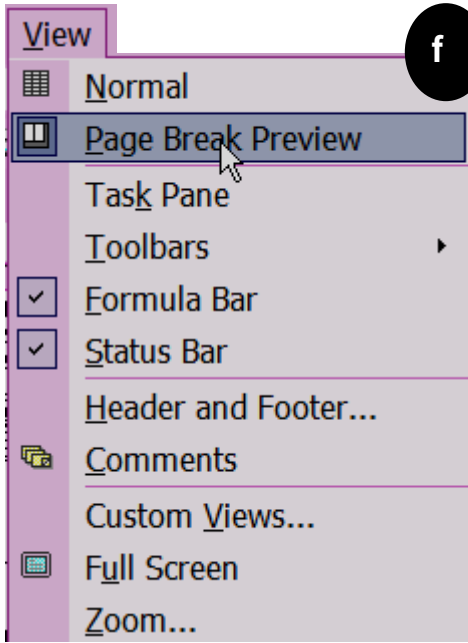 View
f
Normal
Page Break Preview
Task Pane
Toolbars
Formula Bar
Status Bar
Header and Footer...
Comments
Custom Views...
Full Screen
Zoom...